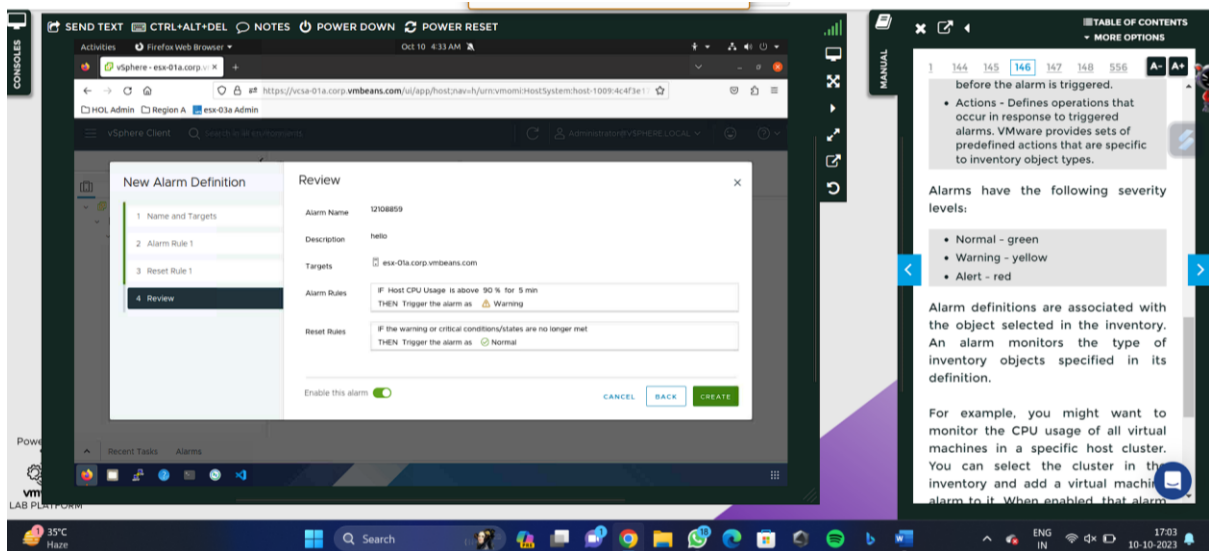 SEND TEXT CTRL+ALT+DEL NOTES POWER DOWN POWER RESET
CONSOLES
Activities Firefox Web Browser Oct 10 4:33 AM
vSphere - esx-01a.corp.v
https://vcsa-01a.corp.vmbeans.com/ui/app/host;nav=h/urn:vmomi:HostSystem:host-1009:4c4f3e1
HOL Admin Region A esx-03a Admin
vSphere Client Search in all environments Administrator@VSPHERE.LOCAL
New Alarm Definition
1 Name and Targets
2 Alarm Rule 1
3 Reset Rule 1
4 Review
Review
Alarm Name 12108859
Description hello
Targets esx-01a.corp.vmbeans.com
Alarm Rules IF Host CPU Usage is above 90 % for 5 min
THEN Trigger the alarm as Warning
Reset Rules IF the warning or critical conditions/states are no longer met
THEN Trigger the alarm as Normal
Enable this alarm
CANCEL BACK CREATE
Recent Tasks Alarms
Powe
vm
LAB PLATFORM
MANUAL
TABLE OF CONTENTS
MORE OPTIONS
1 144 145 146 147 148 556 A- A+
before the alarm is triggered.
• Actions - Defines operations that
occur in response to triggered
alarms. VMware provides sets of
predefined actions that are specific
to inventory object types.
Alarms have the following severity
levels:
• Normal - green
• Warning - yellow
• Alert - red
Alarm definitions are associated with
the object selected in the inventory.
An alarm monitors the type of
inventory objects specified in its
definition.
For example, you might want to
monitor the CPU usage of all virtual
machines in a specific host cluster.
You can select the cluster in the
inventory and add a virtual machin
alarm to it. When enabled, that alarm
1
35°C
Haze
Search
18
ENG
IN
17:03
10-10-2023